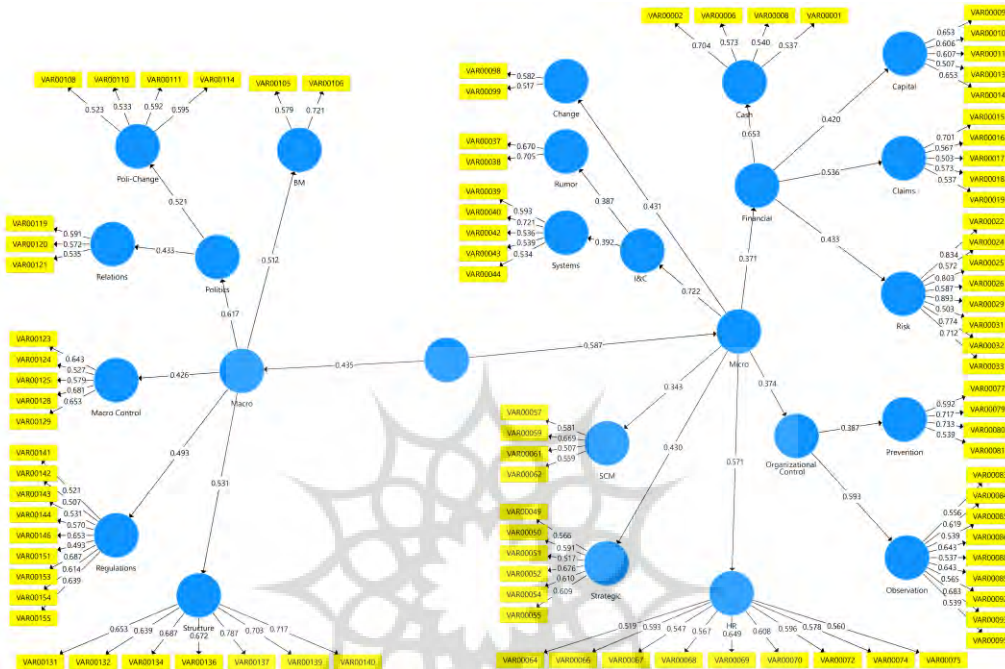 VAR00002 VAR00006 VAR00008 VAR00001
0.704 0.573 0.540 0.537
Cash
VAR00009
VAR00010
VAR00011
VAR00013
VAR00014
0.653
0.606
0.607
0.507
0.653
Capital
VAR00015
VAR00016
VAR00017
VAR00018
VAR00019
0.701
0.567
0.503
0.573
0.537
Claims
VAR00022
VAR00024
VAR00025
VAR00026
VAR00029
VAR00031
VAR00032
VAR00033
0.834
0.572
0.803
0.587
0.893
0.503
0.774
0.712
Risk
0.653
0.420
0.536
0.433
Financial
0.371
VAR00108 VAR00110 VAR00111 VAR00114
0.523 0.533 0.592 0.595
Poli-Change
VAR00105 VAR00106
0.579 0.721
BM
VAR00119
VAR00120
VAR00121
0.591
0.572
0.535
Relations
0.521
0.433
Politics
0.617
0.512
VAR00098
VAR00099
0.582
0.517
Change
VAR00037
VAR00038
0.670
0.705
Rumor
VAR00039
VAR00040
VAR00042
VAR00043
VAR00044
0.593
0.721
0.536
0.539
0.534
Systems
0.387
0.392
I&C
0.431
0.722
VAR00123
VAR00124
VAR00125
VAR00128
VAR00129
0.643
0.527
0.579
0.681
0.653
Macro Control
0.426
Macro
0.435
0.587
Micro
0.493
0.531
VAR00141
VAR00142
VAR00143
VAR00144
VAR00146
VAR00151
VAR00153
VAR00154
VAR00155
0.521
0.507
0.531
0.570
0.653
0.493
0.687
0.614
0.639
Regulations
Structure
0.653 0.639 0.687 0.672 0.787 0.703 0.717
VAR00131 VAR00132 VAR00134 VAR00136 VAR00137 VAR00139 VAR00140
0.343
0.430
0.571
0.374
VAR00057
VAR00059
VAR00061
VAR00062
0.581
0.669
0.507
0.559
SCM
VAR00049
VAR00050
VAR00051
VAR00052
VAR00054
VAR00055
0.566
0.591
0.517
0.676
0.610
0.609
Strategic
HR
0.519 0.593 0.547 0.567 0.649 0.608 0.596 0.578 0.560
VAR00064 VAR00066 VAR00067 VAR00068 VAR00069 VAR00070 VAR00072 VAR00074 VAR00075
Organizational
Control
0.387
0.593
VAR00077
VAR00079
VAR00080
VAR00081
0.592
0.717
0.733
0.539
Prevention
0.556
0.619
0.539
0.643
0.537
0.643
0.565
0.683
0.539
Observation